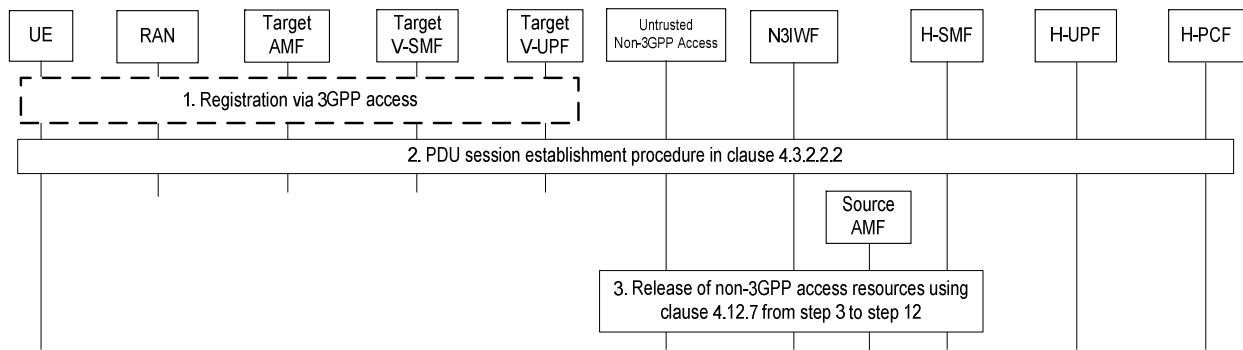 UE
RAN
Target
AMF
Target
V-SMF
Target
V-UPF
Untrusted
Non-3GPP Access
N3IWF
H-SMF
H-UPF
H-PCF
1. Registration via 3GPP access
2. PDU session establishment procedure in clause 4.3.2.2.2
Source
AMF
3. Release of non-3GPP access resources using
clause 4.12.7 from step 3 to step 12